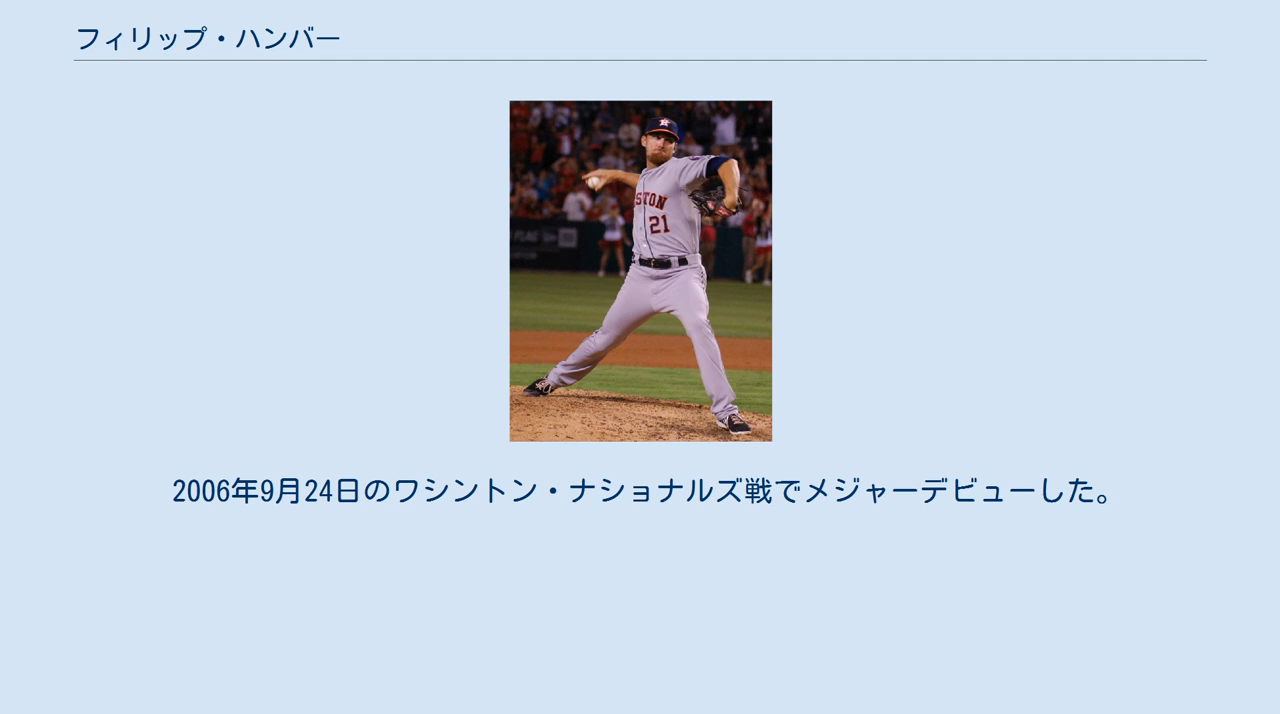 フィリップ・ハンバー
STON
21
2006年9月24日のワシントン・ナショナルズ戦でメジャーデビューした。